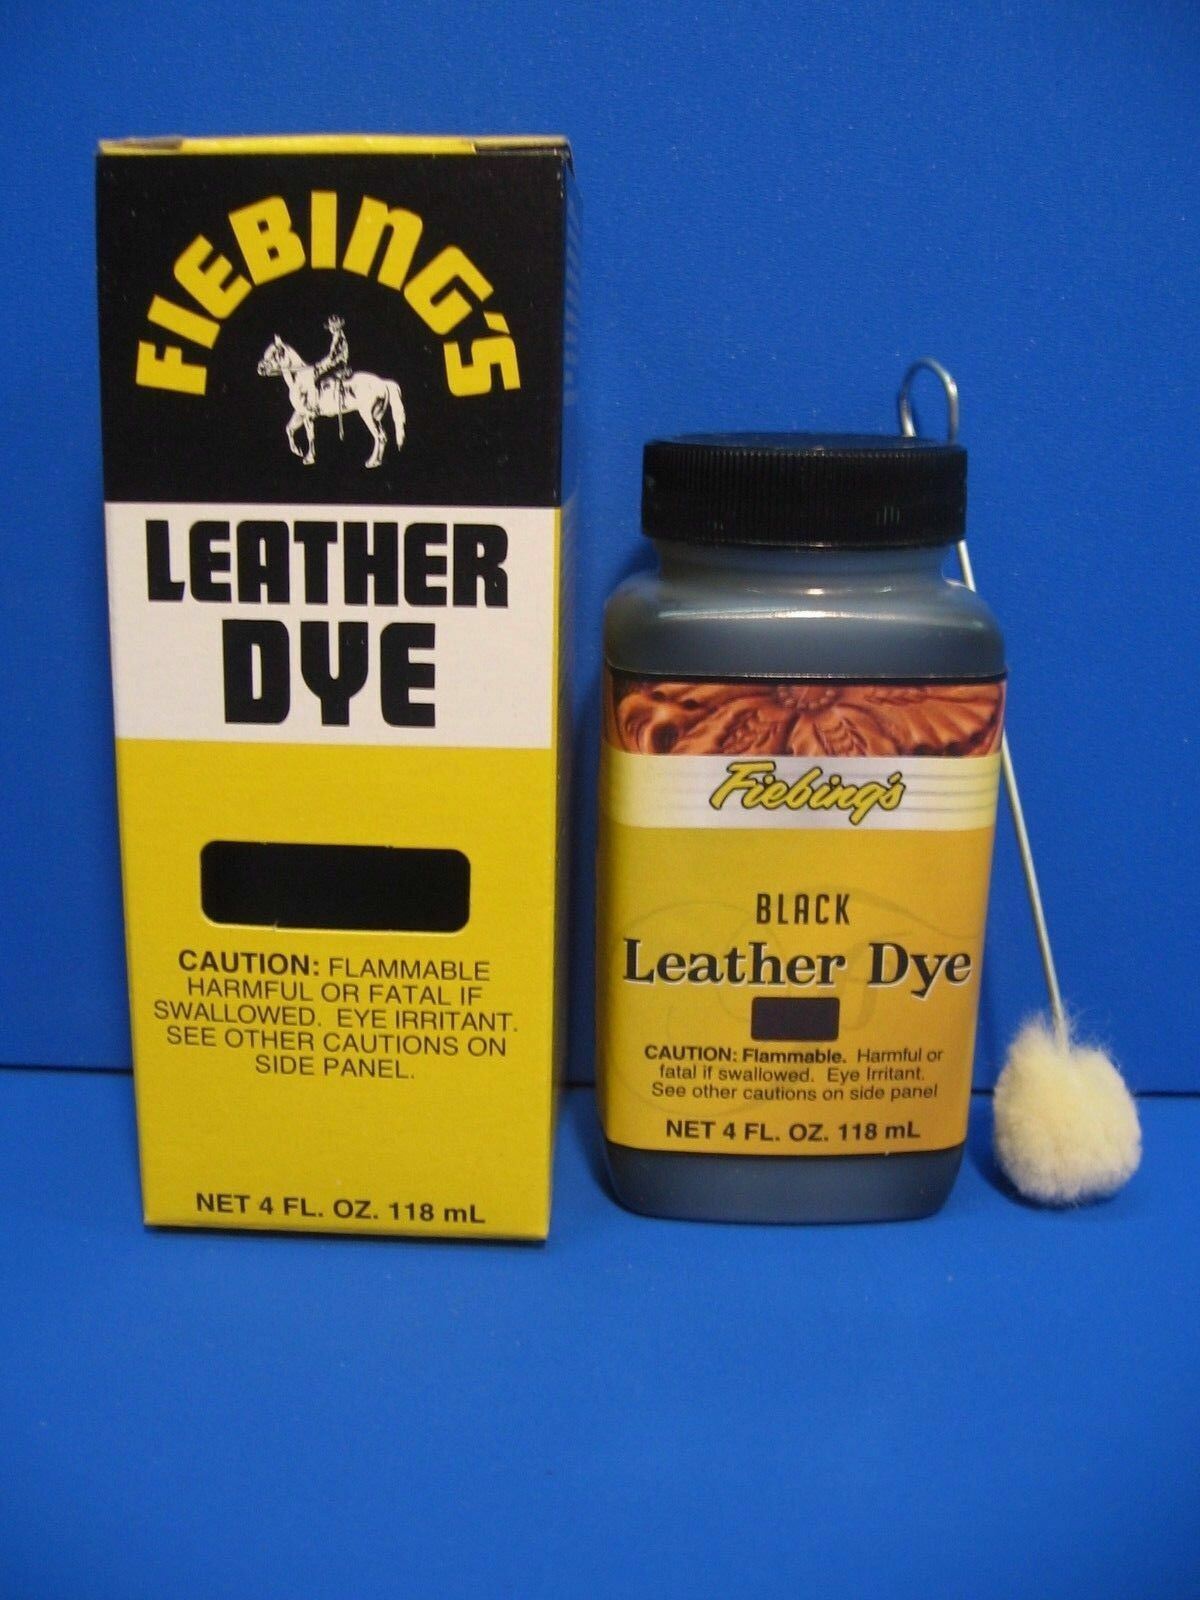 FIEBING'S
LEATHER
DYE
CAUTION: FLAMMABLE
HARMFUL OR FATAL IF
SWALLOWED. EYE IRRITANT.
SEE OTHER CAUTIONS ON
SIDE PANEL.
NET 4 FL. OZ. 118 mL
Fiebing's
BLACK
Leather Dye
CAUTION: Flammable. Harmful or
fatal if swallowed. Eye Irritant.
See other cautions on side panel
NET 4 FL. OZ. 118 mL